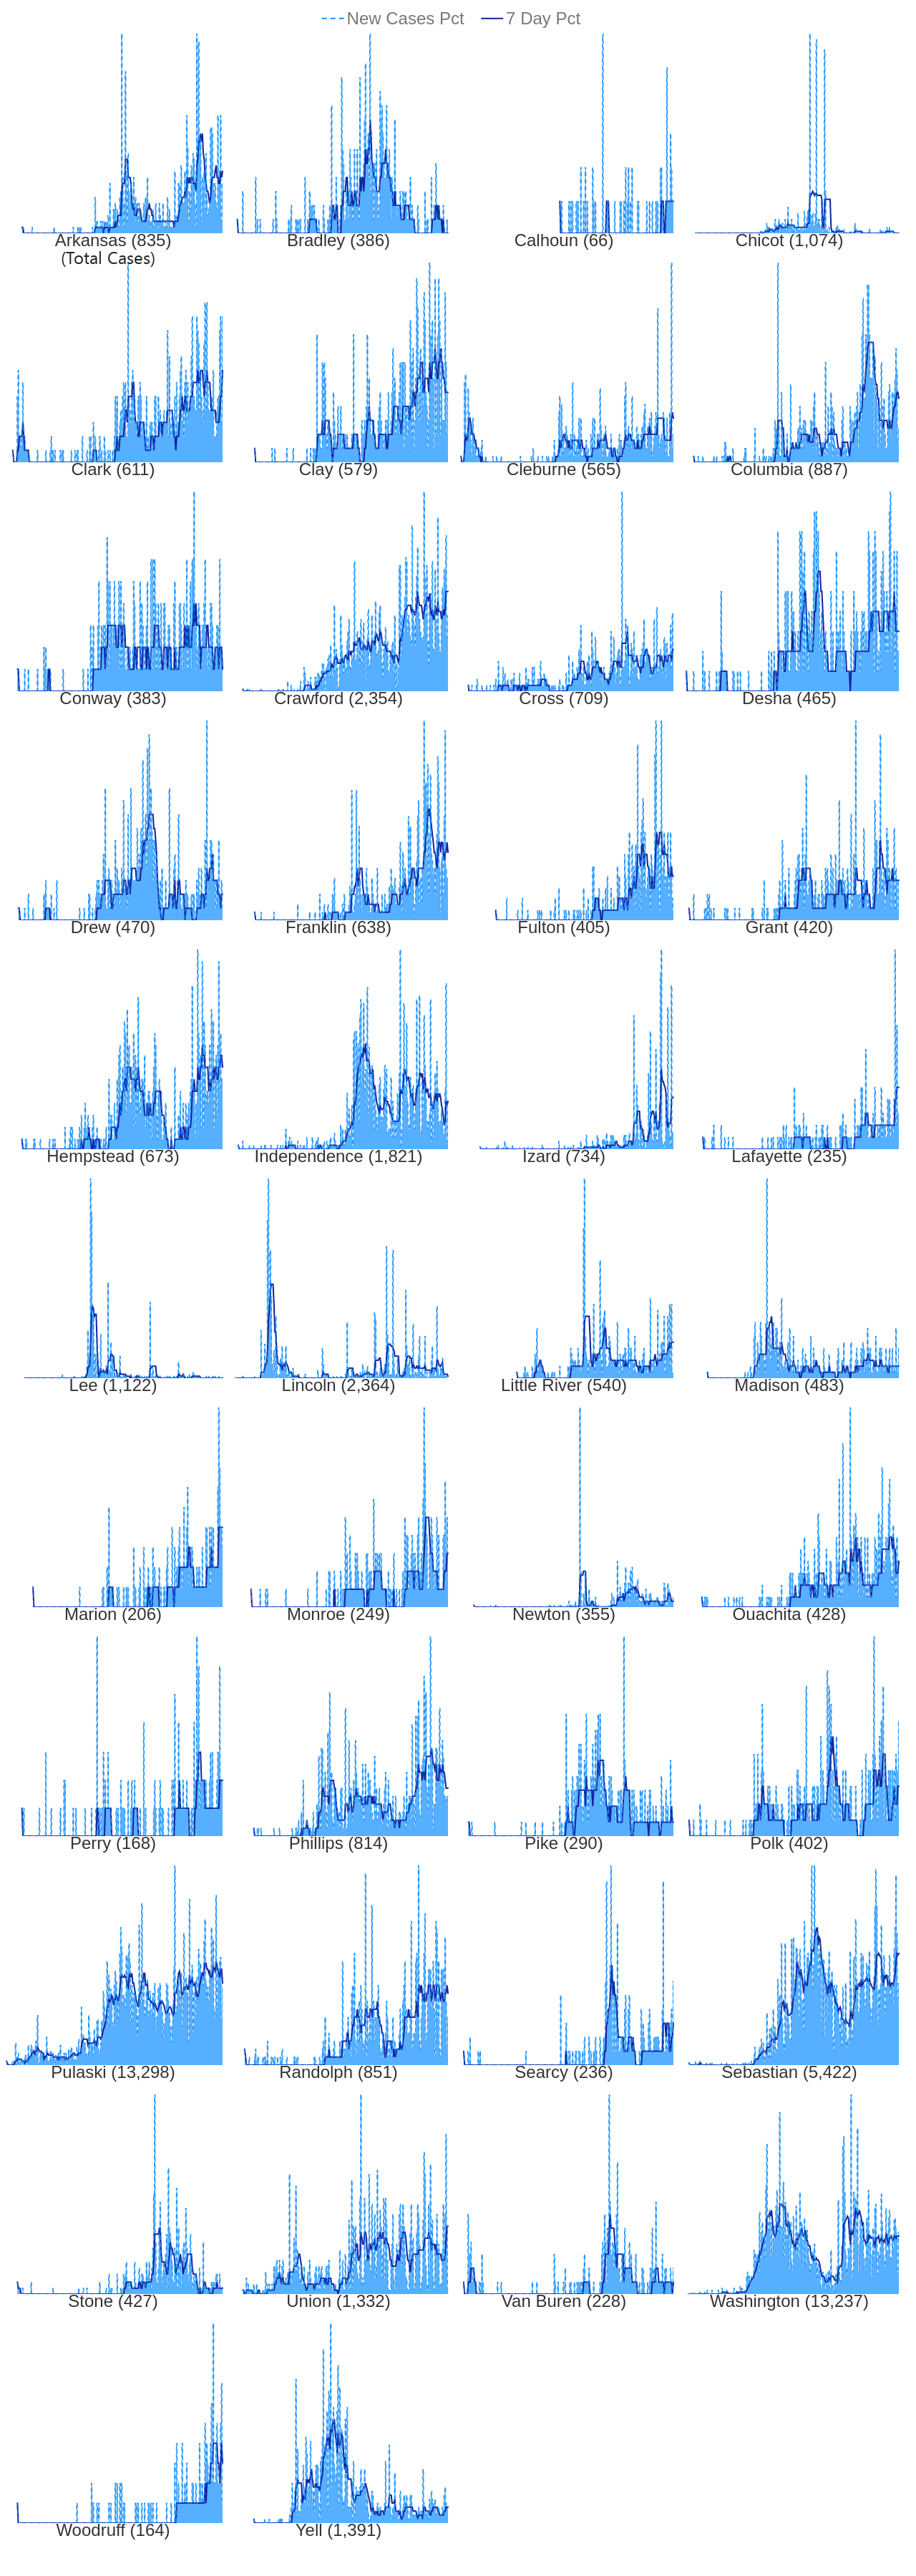 New Cases Pct 7 Day Pct
Arkansas (835) Bradley (386) Calhoun (66) Chicot (1,074)
(Total Cases)
Clark (611) Clay (579) Cleburne (565) Columbia (887)
Conway (383) Crawford (2,354) Cross (709) Desha (465)
Drew (470) Franklin (638) Fulton (405) Grant (420)
Hempstead (673) Independence (1,821) Izard (734) Lafayette (235)
Lee (1,122) Lincoln (2,364) Little River (540) Madison (483)
Marion (206) Monroe (249) Newton (355) Ouachita (428)
Perry (168) Phillips (814) Pike (290) Polk (402)
Pulaski (13,298) Randolph (851) Searcy (236) Sebastian (5,422)
Stone (427) Union (1,332) Van Buren (228) Washington (13,237)
Woodruff (164) Yell (1,391)